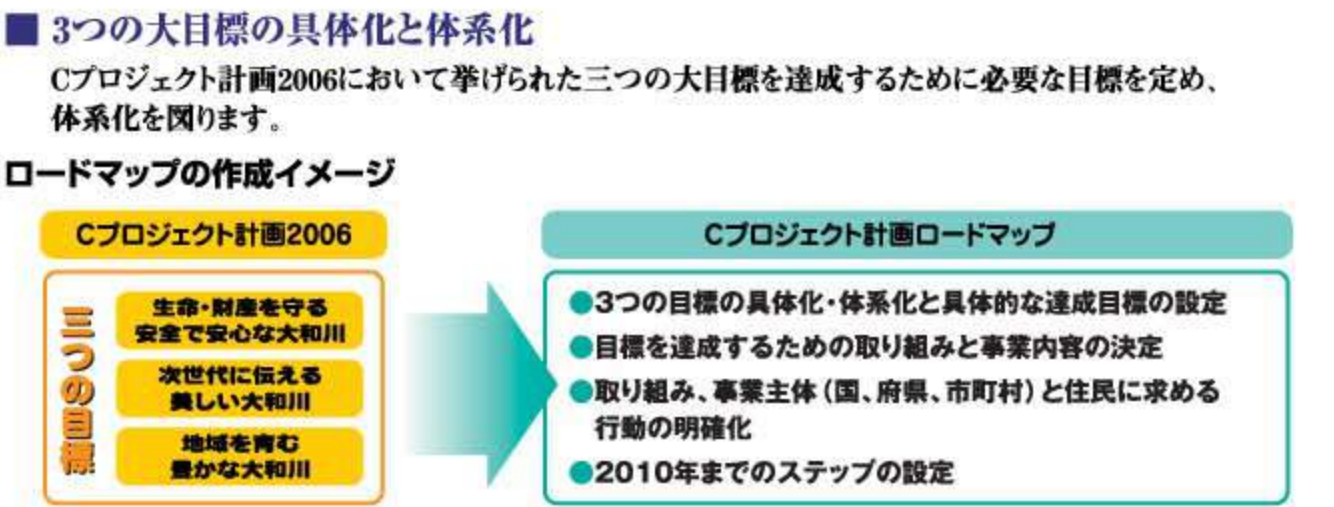 ■ 3つの大目標の具体化と体系化
Cプロジェクト計画2006において挙げられた三つの大目標を達成するために必要な目標を定め、
体系化を図ります。
ロードマップの作成イメージ
Cプロジェクト計画2006
三つの目標
生命・財産を守る
安全で安心な大和川
次世代に伝える
美しい大和川
地域を育む
豊かな大和川
Cプロジェクト計画ロードマップ
●3つの目標の具体化・体系化と具体的な達成目標の設定
●目標を達成するための取り組みと事業内容の決定
●取り組み、事業主体（国、府県、市町村）と住民に求める
行動の明確化
●2010年までのステップの設定